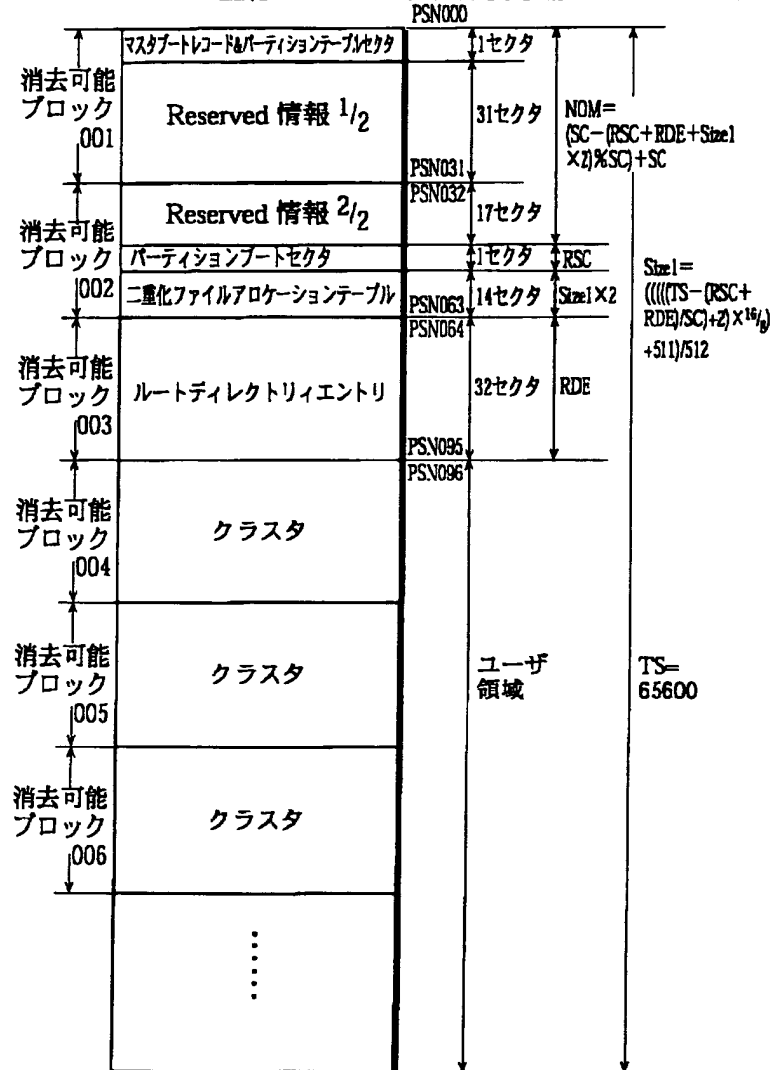 PSN000
マスタブートレコード&パーティションテーブルセクタ
1セクタ
消去可能
ブロック
001
Reserved 情報 1/2
31セクタ
NOM=
(SC-(RSC+RDE+Size1
×2)%SC)+SC
PSN031
PSN032
消去可能
ブロック
002
Reserved 情報 2/2
17セクタ
パーティションブートセクタ
1セクタ
RSC
二重化ファイルアロケーションテーブル
PSN063
14セクタ
Size1×2
Size1=
(((((TS-(RSC+
RDE)/SC)+2)×16/8)
+511)/512
PSN064
消去可能
ブロック
003
ルートディレクトリィエントリ
32セクタ
RDE
PSN095
PSN096
消去可能
ブロック
004
クラスタ
消去可能
ブロック
005
クラスタ
ユーザ
領域
TS=
65600
消去可能
ブロック
006
クラスタ